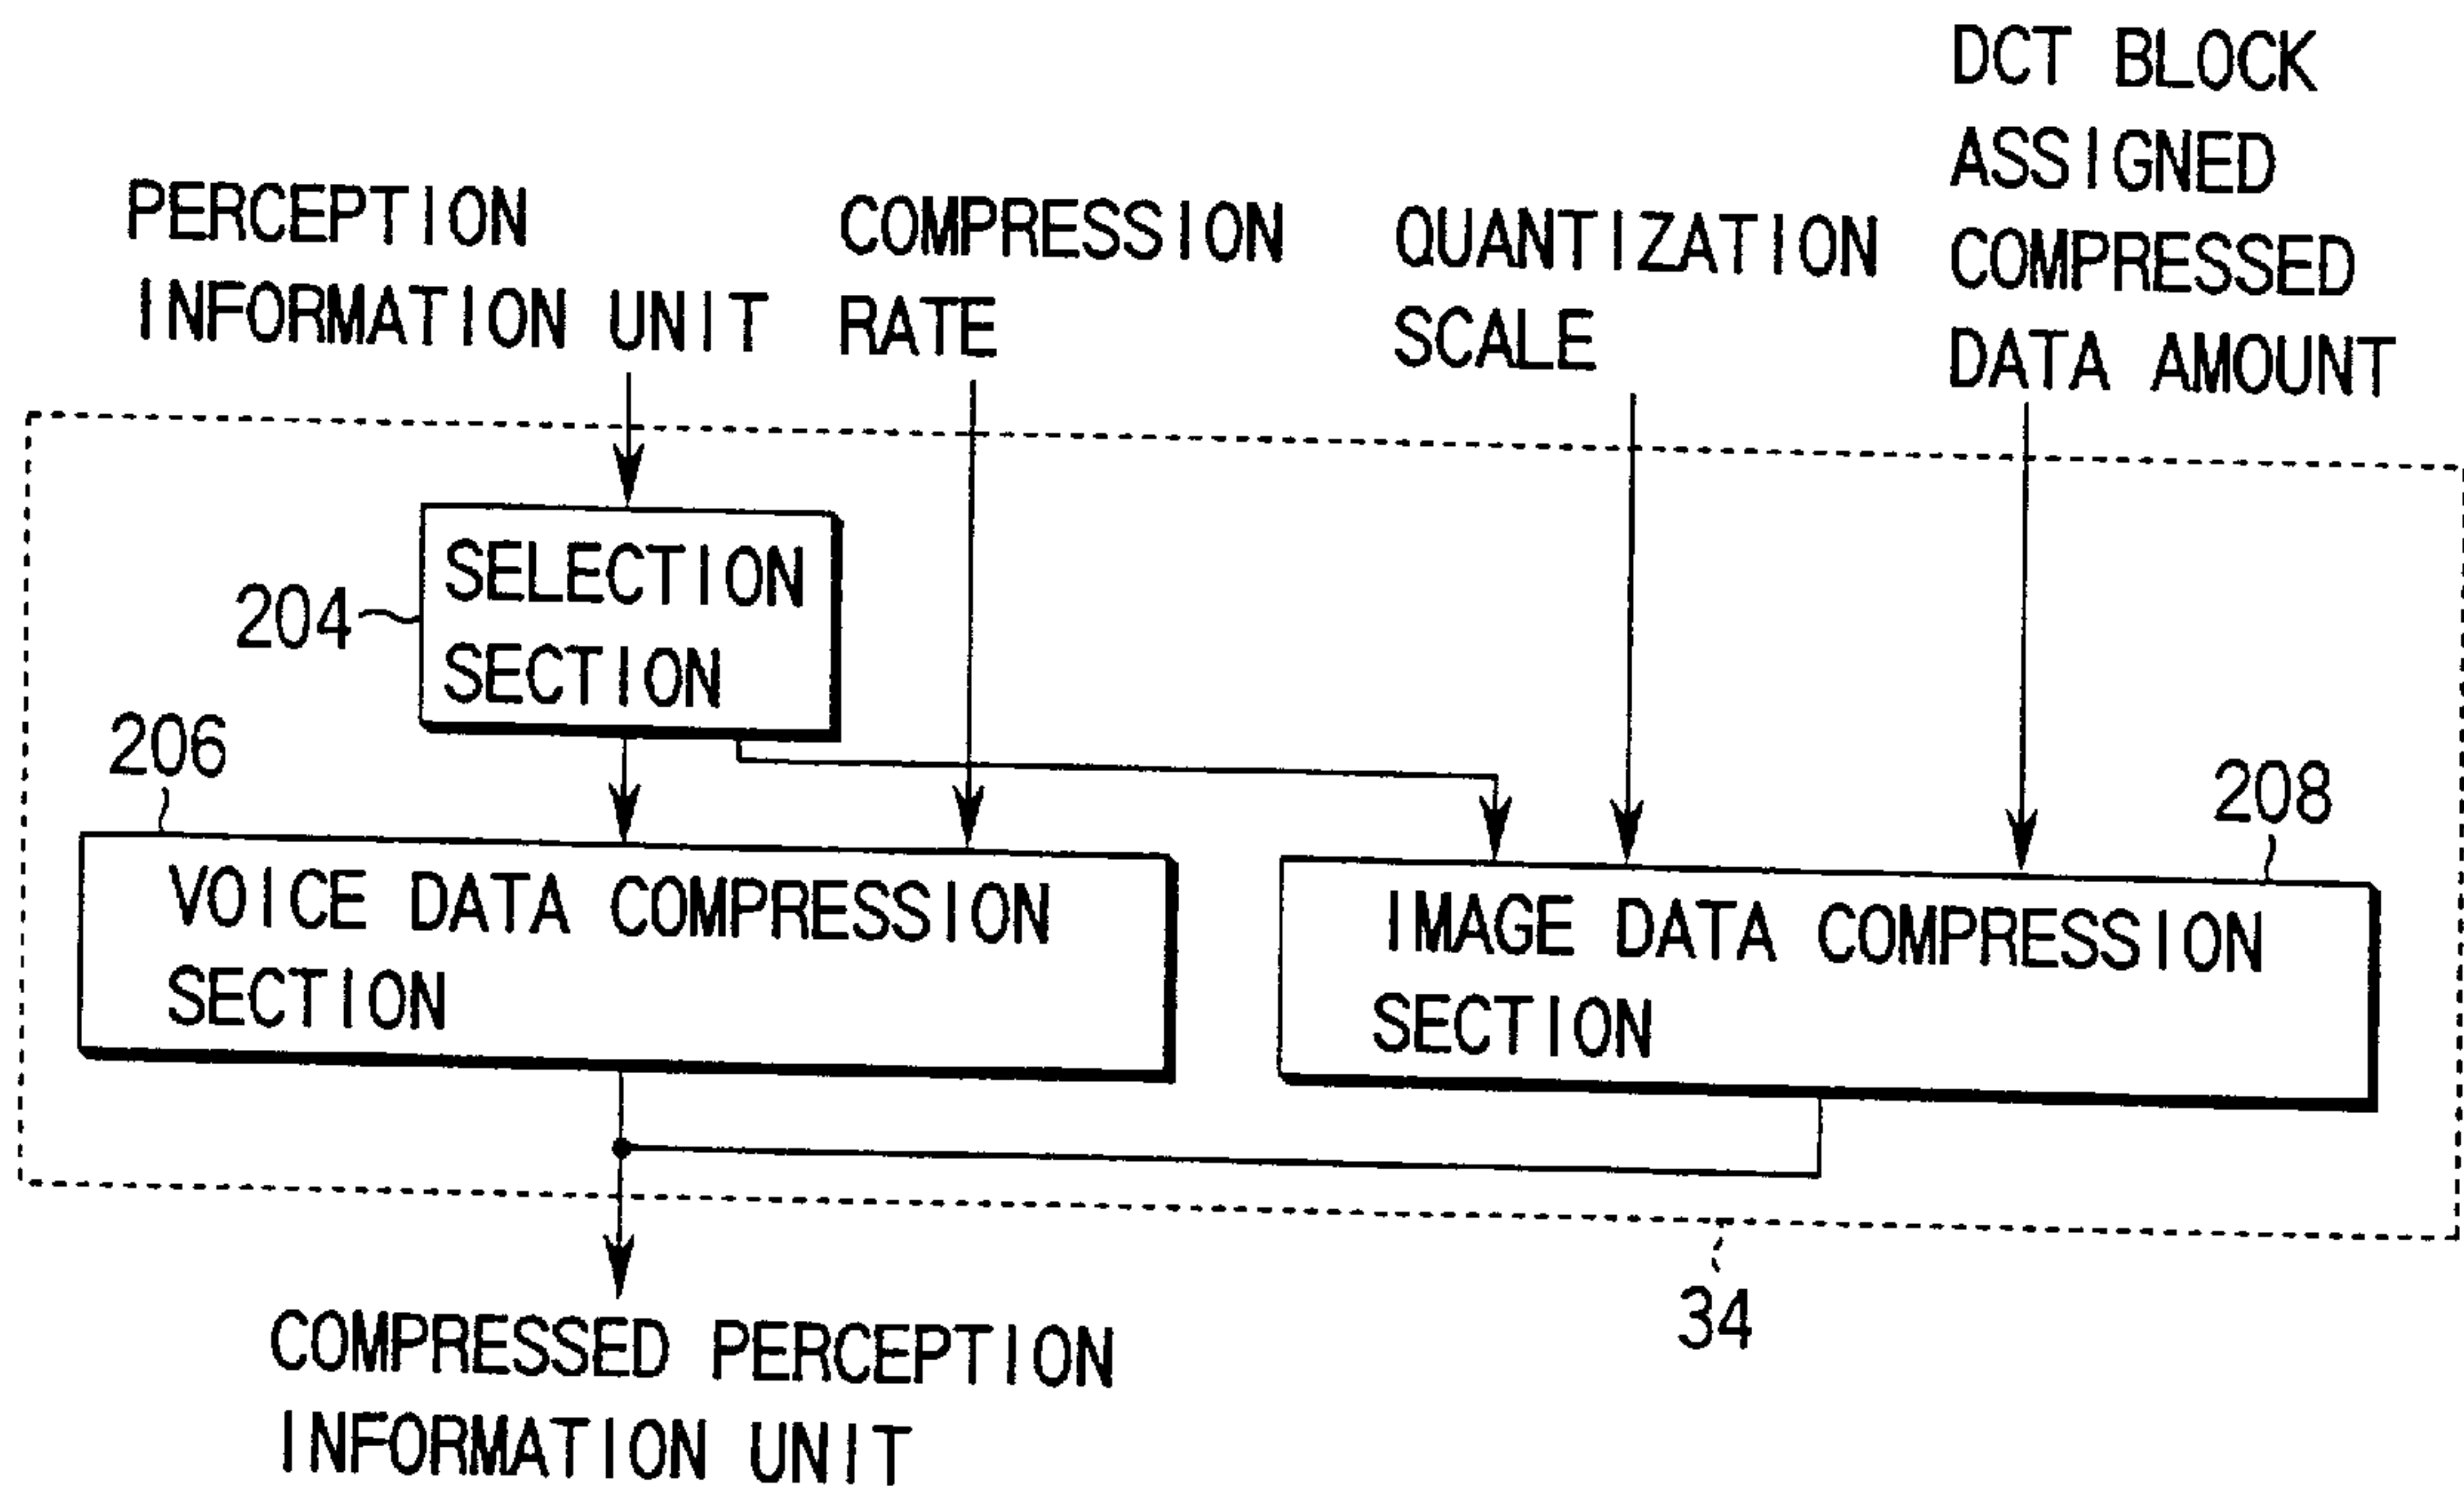 PERCEPTION
INFORMATION UNIT
COMPRESSION
RATE
QUANTIZATION
SCALE
DCT BLOCK
ASSIGNED
COMPRESSED
DATA AMOUNT
204
SELECTION
SECTION
206
VOICE DATA COMPRESSION
SECTION
208
IMAGE DATA COMPRESSION
SECTION
34
COMPRESSED PERCEPTION
INFORMATION UNIT